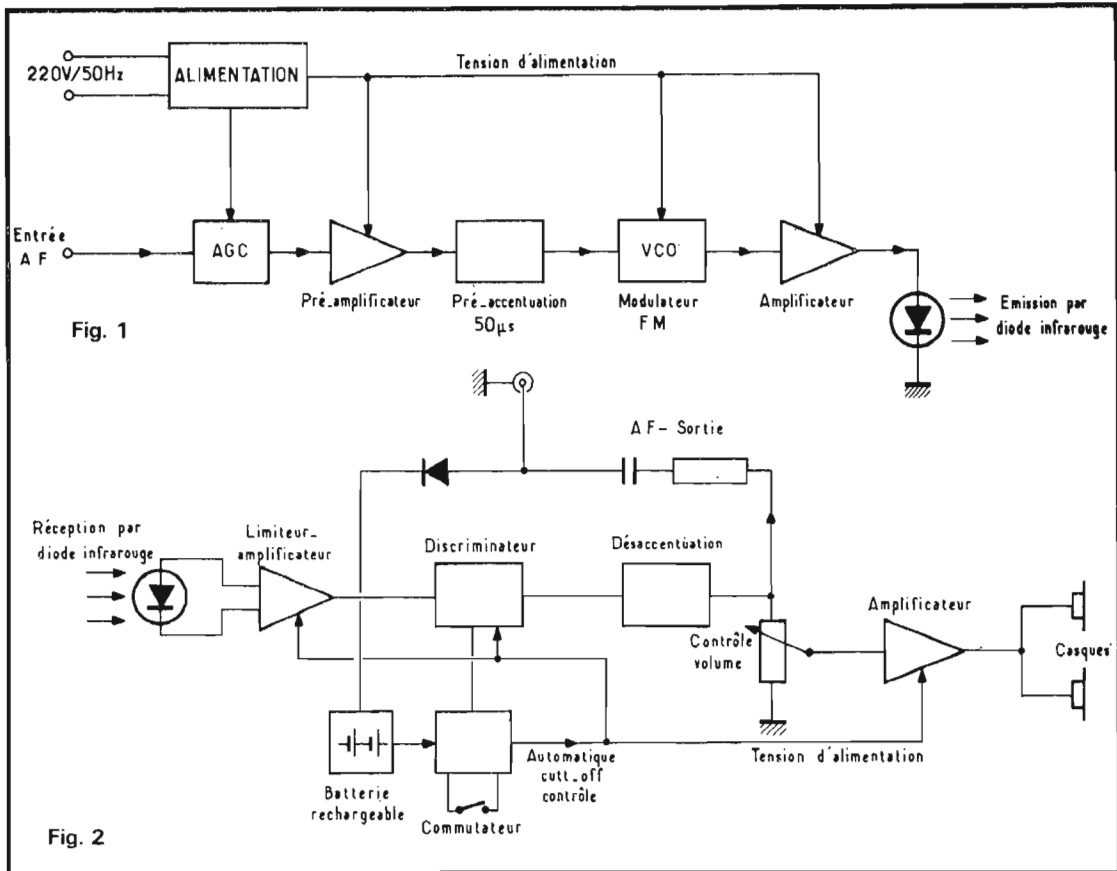 220V/50Hz
ALIMENTATION
Tension d'alimentation
Entrée
AF
AGC
Pré_amplificateur
Pré_accentuation
50µs
VCO
Modulateur
FM
Amplificateur
Emission par
diode infrarouge
Fig. 1
AF - Sortie
Réception par
diode infrarouge
Limiteur_
amplificateur
Discriminateur
Désaccentuation
Contrôle
volume
Amplificateur
Casques
Batterie
rechargeable
Commutateur
Automatique
cutt_off
contrôle
Tension d'alimentation
Fig. 2